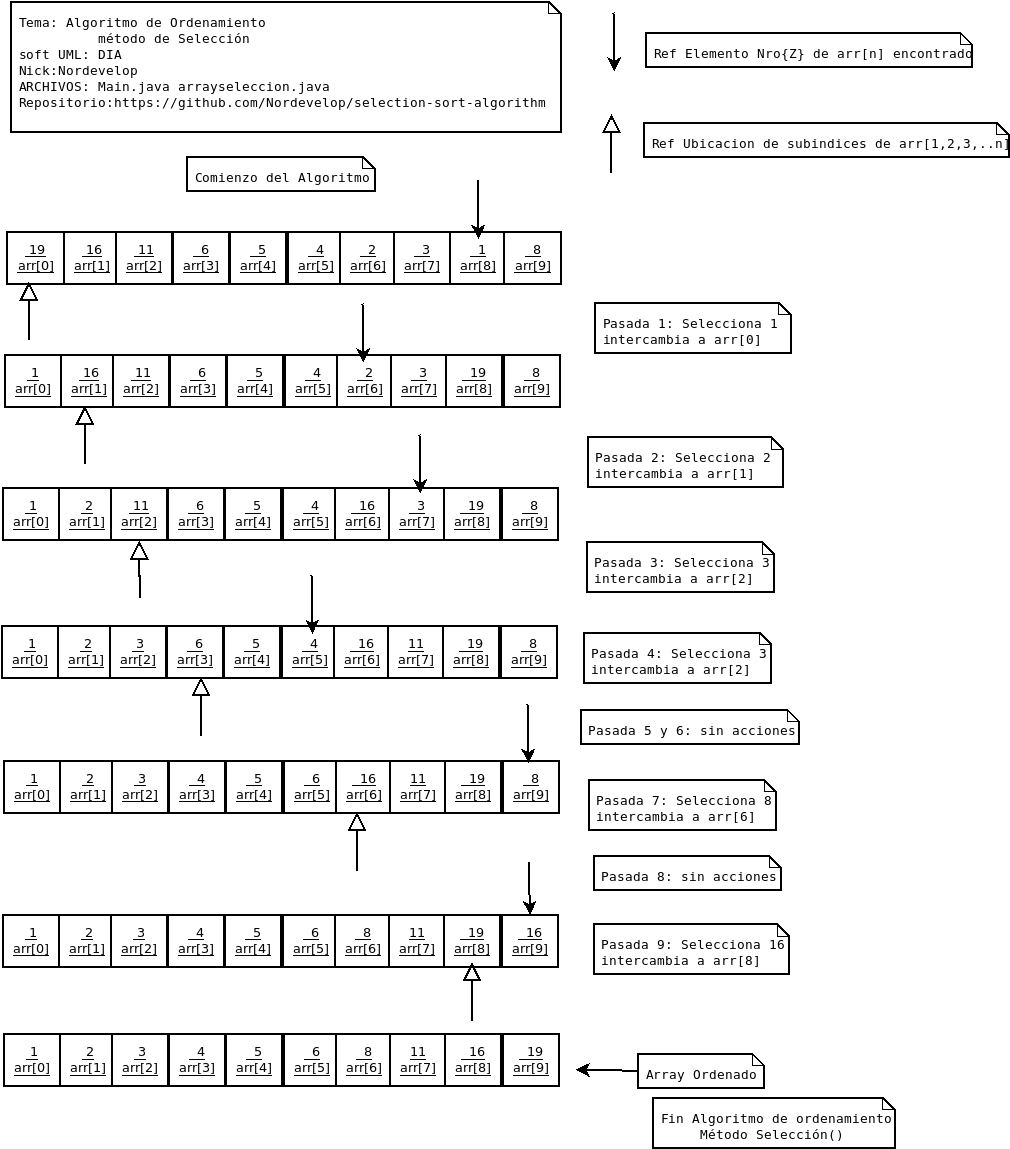 Tema: Algoritmo de Ordenamiento
método de Selección
soft UML: DIA
Nick:Nordevelop
ARCHIVOS: Main.java arrayseleccion.java
Repositorio:https://github.com/Nordevelop/selection-sort-algorithm
Ref Elemento Nro{Z} de arr[n] encontrado
Ref Ubicacion de subindices de arr[1,2,3,..n]
Comienzo del Algoritmo
19 16 11 6 5 4 2 3 1 8
arr[0] arr[1] arr[2] arr[3] arr[4] arr[5] arr[6] arr[7] arr[8] arr[9]
Pasada 1: Selecciona 1
intercambia a arr[0]
1 16 11 6 5 4 2 3 19 8
arr[0] arr[1] arr[2] arr[3] arr[4] arr[5] arr[6] arr[7] arr[8] arr[9]
Pasada 2: Selecciona 2
intercambia a arr[1]
1 2 11 6 5 4 16 3 19 8
arr[0] arr[1] arr[2] arr[3] arr[4] arr[5] arr[6] arr[7] arr[8] arr[9]
Pasada 3: Selecciona 3
intercambia a arr[2]
1 2 3 6 5 4 16 11 19 8
arr[0] arr[1] arr[2] arr[3] arr[4] arr[5] arr[6] arr[7] arr[8] arr[9]
Pasada 4: Selecciona 3
intercambia a arr[2]
Pasada 5 y 6: sin acciones
1 2 3 4 5 6 16 11 19 8
arr[0] arr[1] arr[2] arr[3] arr[4] arr[5] arr[6] arr[7] arr[8] arr[9]
Pasada 7: Selecciona 8
intercambia a arr[6]
Pasada 8: sin acciones
1 2 3 4 5 6 8 11 19 16
arr[0] arr[1] arr[2] arr[3] arr[4] arr[5] arr[6] arr[7] arr[8] arr[9]
Pasada 9: Selecciona 16
intercambia a arr[8]
1 2 3 4 5 6 8 11 16 19
arr[0] arr[1] arr[2] arr[3] arr[4] arr[5] arr[6] arr[7] arr[8] arr[9]
Array Ordenado
Fin Algoritmo de ordenamiento
Método Selección()